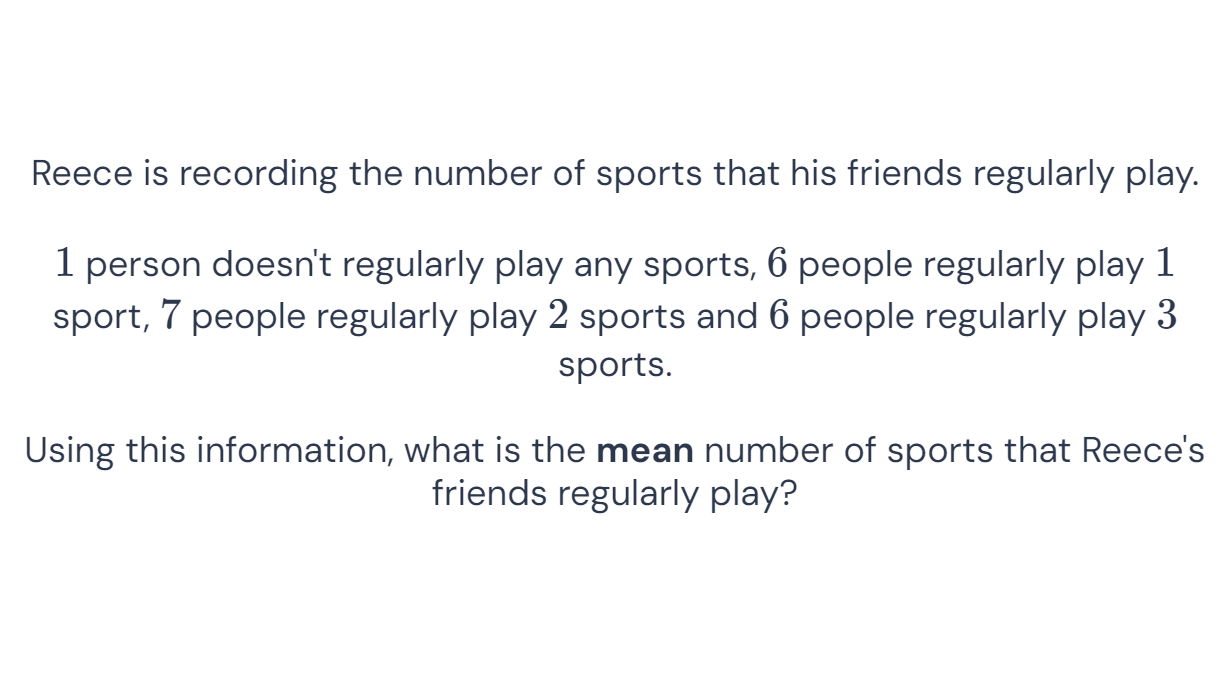 Reece is recording the number of sports that his friends regularly play.
1 person doesn't regularly play any sports, 6 people regularly play 1
sport, 7 people regularly play 2 sports and 6 people regularly play 3
sports.
Using this information, what is the mean number of sports that Reece's
friends regularly play?